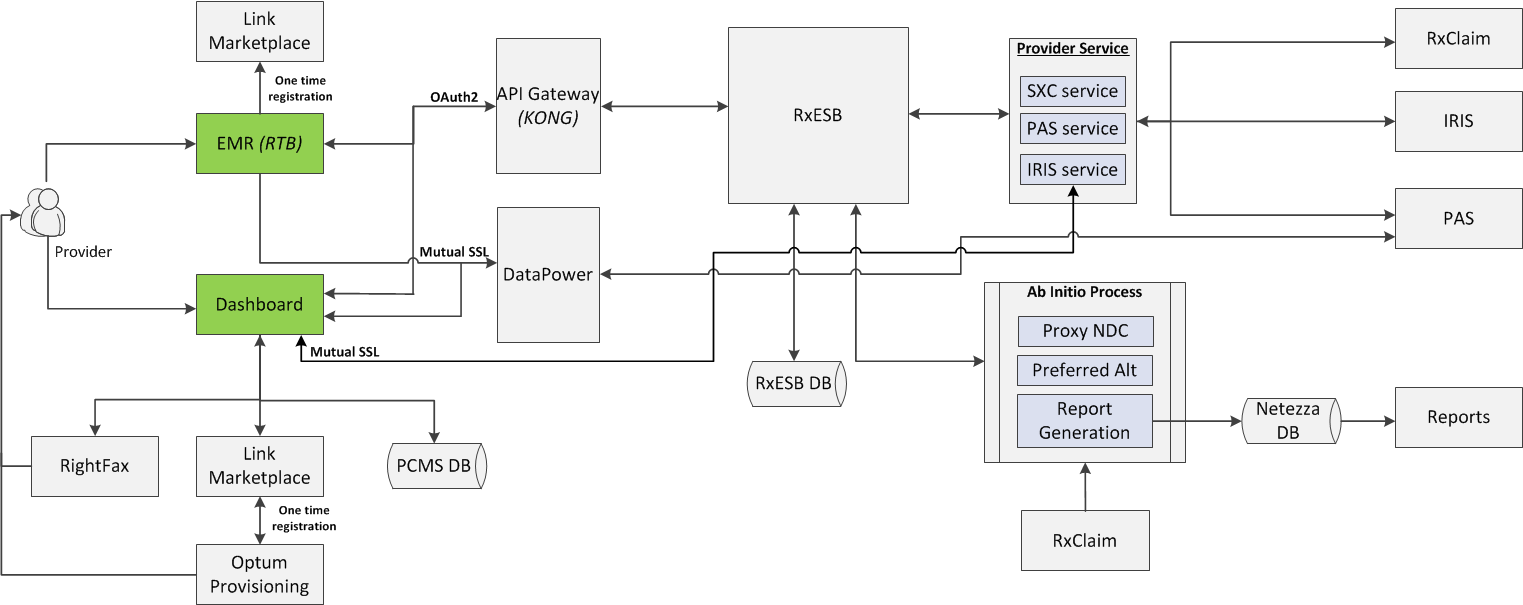 Link
Marketplace
One time
registration
EMR (RTB)
OAuth2
API Gateway
(KONG)
RxESB
Provider Service
SXC service
PAS service
IRIS service
RxClaim
IRIS
PAS
Provider
Mutual SSL
DataPower
Dashboard
Mutual SSL
RxESB DB
Ab Initio Process
Proxy NDC
Preferred Alt
Report
Generation
Netezza
DB
Reports
RightFax
Link
Marketplace
PCMS DB
One time
registration
Optum
Provisioning
RxClaim